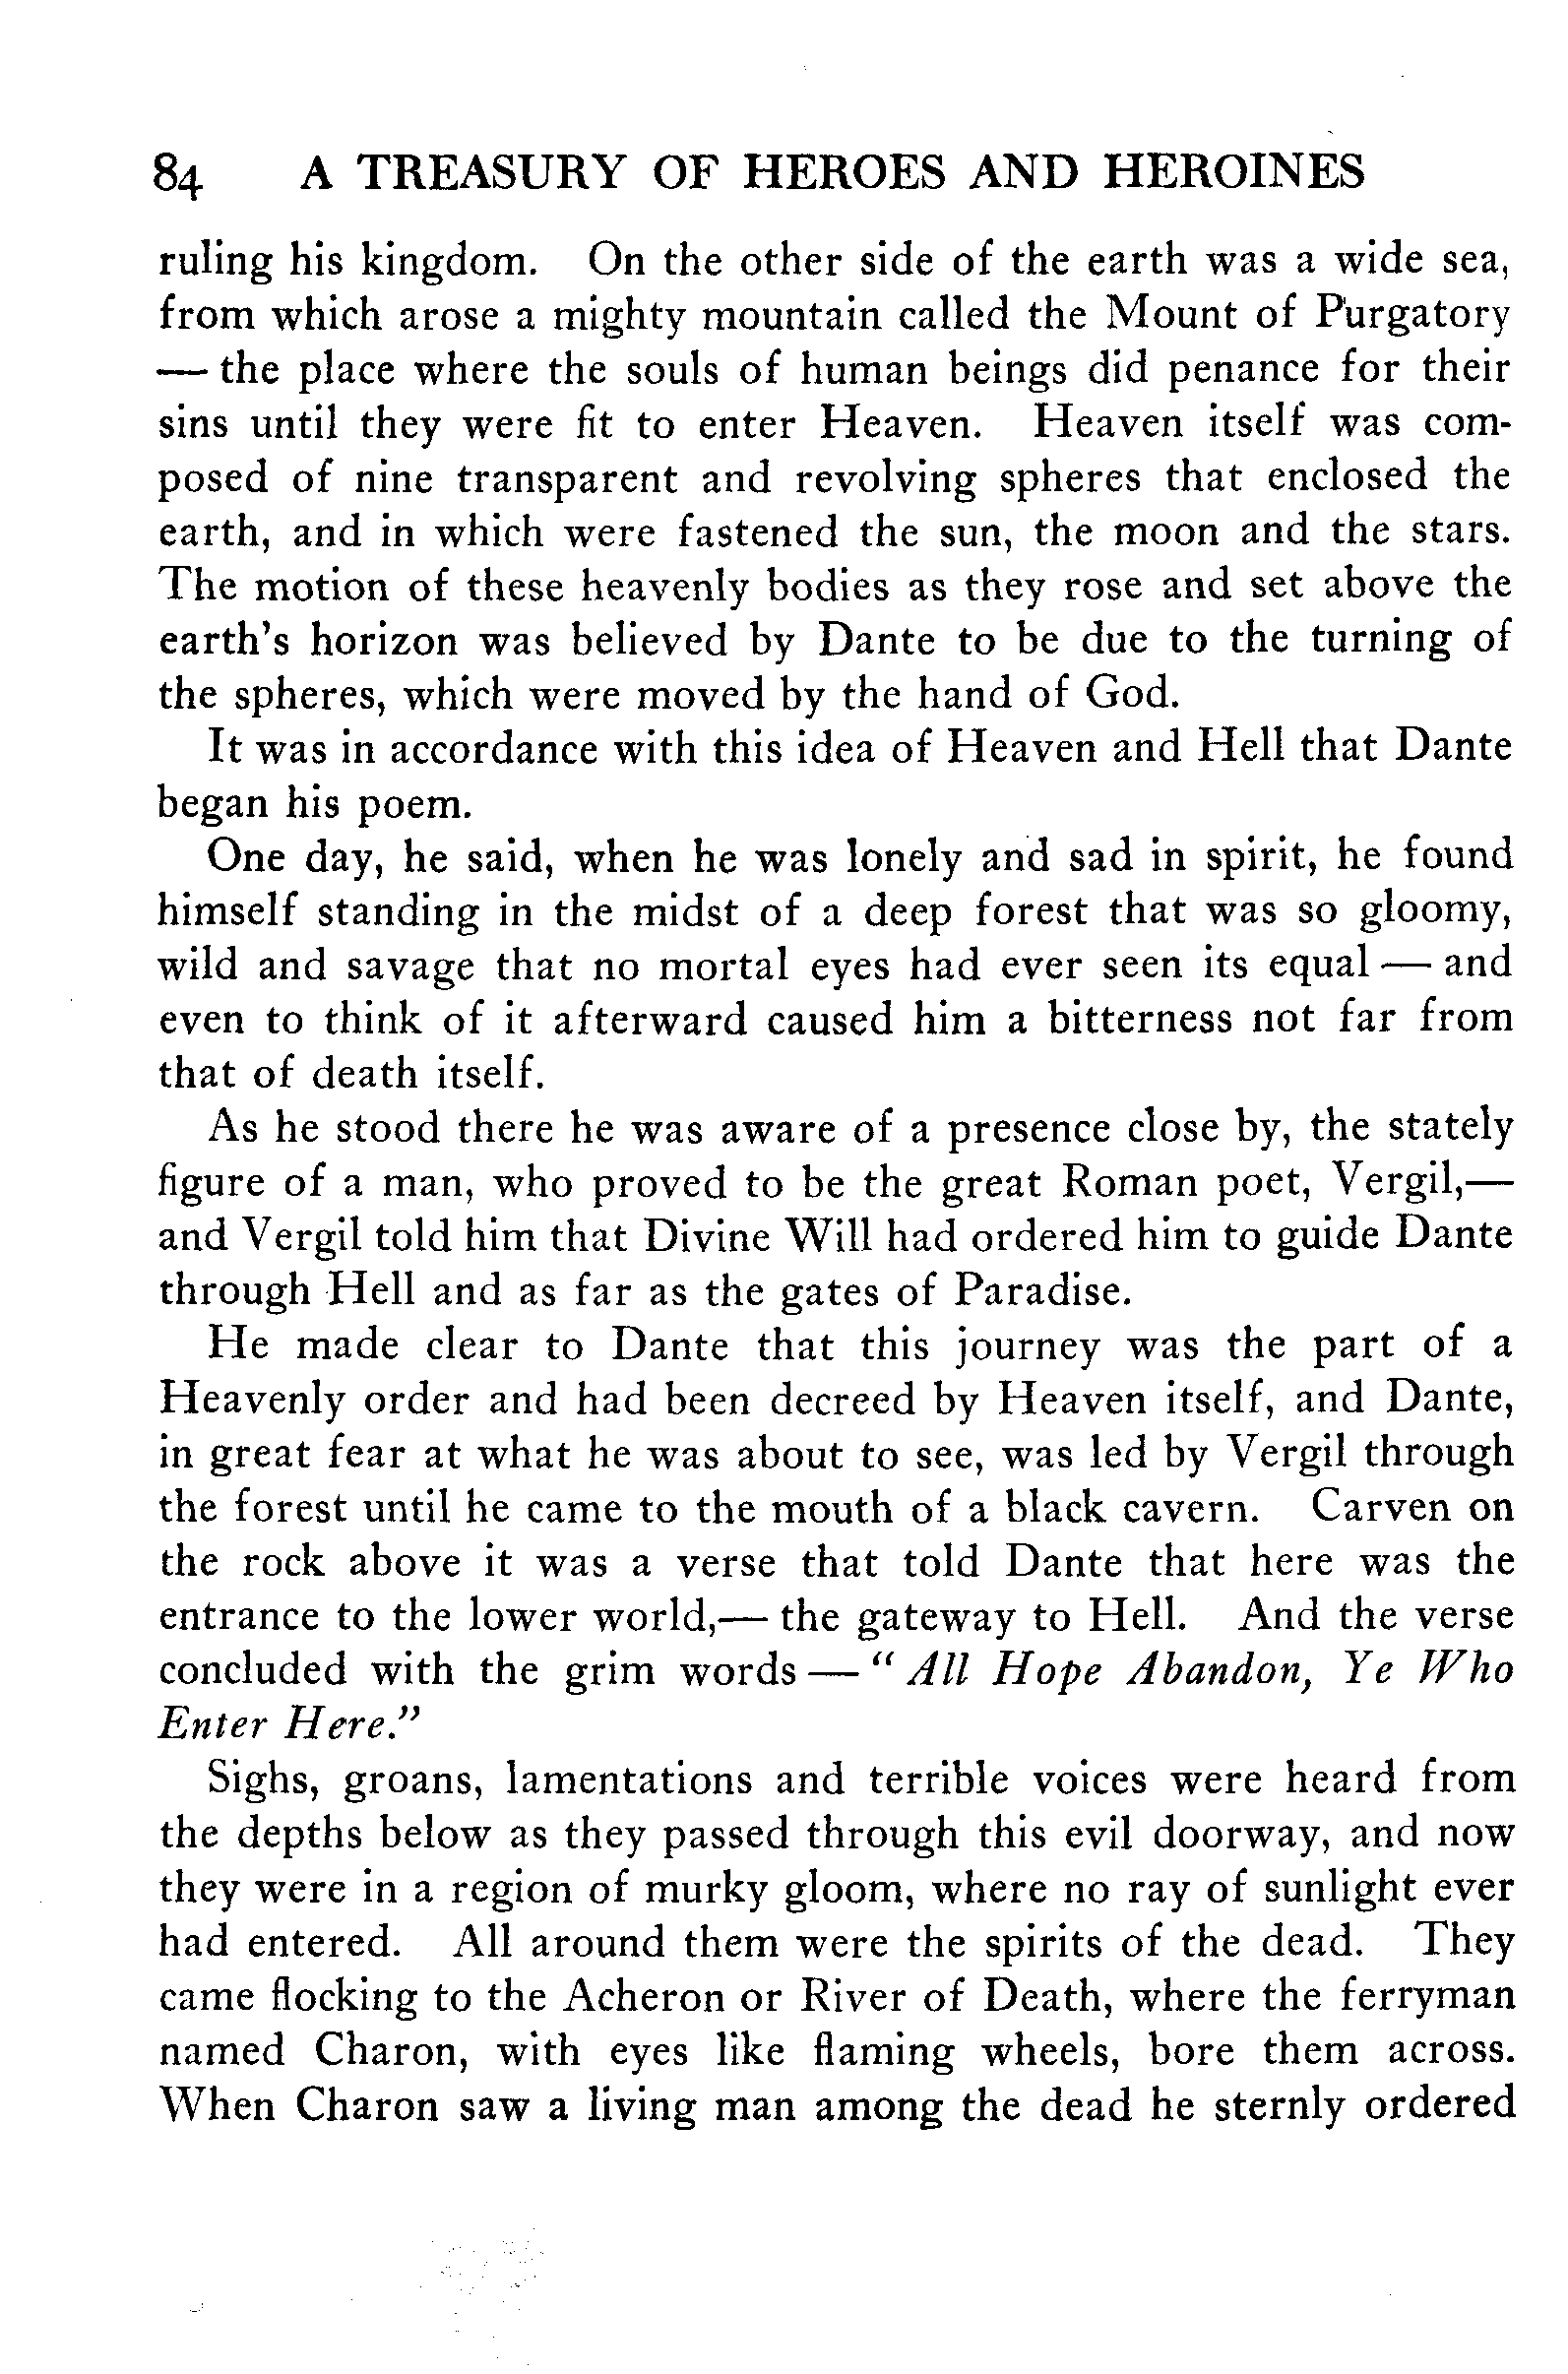 84 A TREASURY OF HEROES AND HEROINES
ruling his kingdom. On the other side of the earth was a wide sea,
from which arose a mighty mountain called the Mount of Purgatory
— the place where the souls of human beings did penance for their
sins until they were fit to enter Heaven. Heaven itself was com-
posed of nine transparent and revolving spheres that enclosed the
earth, and in which were fastened the sun, the moon and the stars.
The motion of these heavenly bodies as they rose and set above the
earth's horizon was believed by Dante to be due to the turning of
the spheres, which were moved by the hand of God.
It was in accordance with this idea of Heaven and Hell that Dante
began his poem.
One day, he said, when he was lonely and sad in spirit, he found
himself standing in the midst of a deep forest that was so gloomy,
wild and savage that no mortal eyes had ever seen its equal — and
even to think of it afterward caused him a bitterness not far from
that of death itself.
As he stood there he was aware of a presence close by, the stately
figure of a man, who proved to be the great Roman poet, Vergil,—
and Vergil told him that Divine Will had ordered him to guide Dante
through Hell and as far as the gates of Paradise.
He made clear to Dante that this journey was the part of a
Heavenly order and had been decreed by Heaven itself, and Dante,
in great fear at what he was about to see, was led by Vergil through
the forest until he came to the mouth of a black cavern. Carven on
the rock above it was a verse that told Dante that here was the
entrance to the lower world,— the gateway to Hell. And the verse
concluded with the grim words — "All Hope Abandon, Ye Who
Enter Here."
Sighs, groans, lamentations and terrible voices were heard from
the depths below as they passed through this evil doorway, and now
they were in a region of murky gloom, where no ray of sunlight ever
had entered. All around them were the spirits of the dead. They
came flocking to the Acheron or River of Death, where the ferryman
named Charon, with eyes like flaming wheels, bore them across.
When Charon saw a living man among the dead he sternly ordered